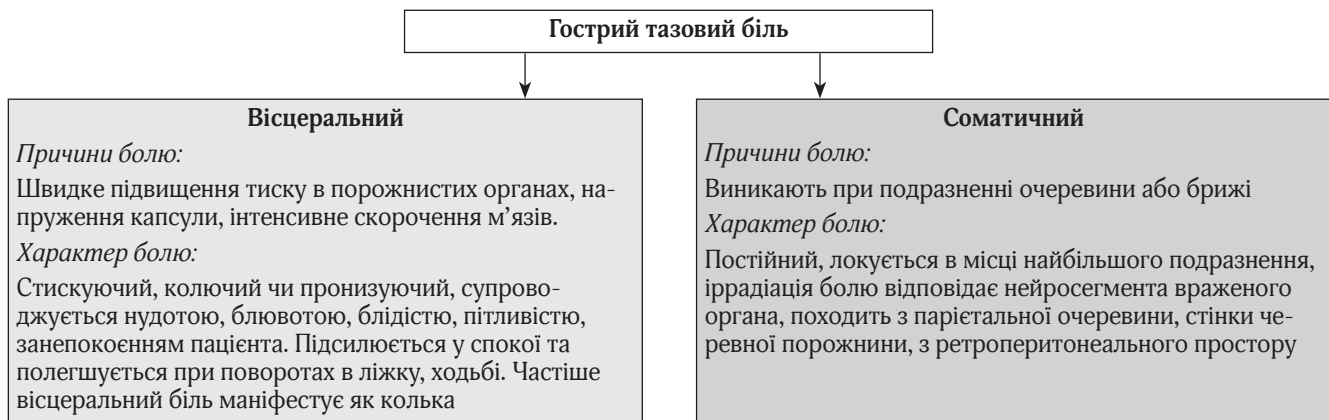 Гострий тазовий біль
Вісцеральний
Причини болю:
Швидке підвищення тиску в порожнистих органах, на-
пруження капсули, інтенсивне скорочення м’язів.
Характер болю:
Стискуючий, колючий чи пронизуючий, супрово-
джується нудотою, блювотою, блідістю, пітливістю,
занепокоєнням пацієнта. Підсилюється у спокої та
полегшується при поворотах в ліжку, ходьбі. Частіше
вісцеральний біль маніфестує як колька
Соматичний
Причини болю:
Виникають при подразненні очеревини або брижі
Характер болю:
Постійний, локується в місці найбільшого подразнення,
іррадіація болю відповідає нейросегмента враженого
органа, походить з парієтальної очеревини, стінки че-
ревної порожнини, з ретроперитонеального простору